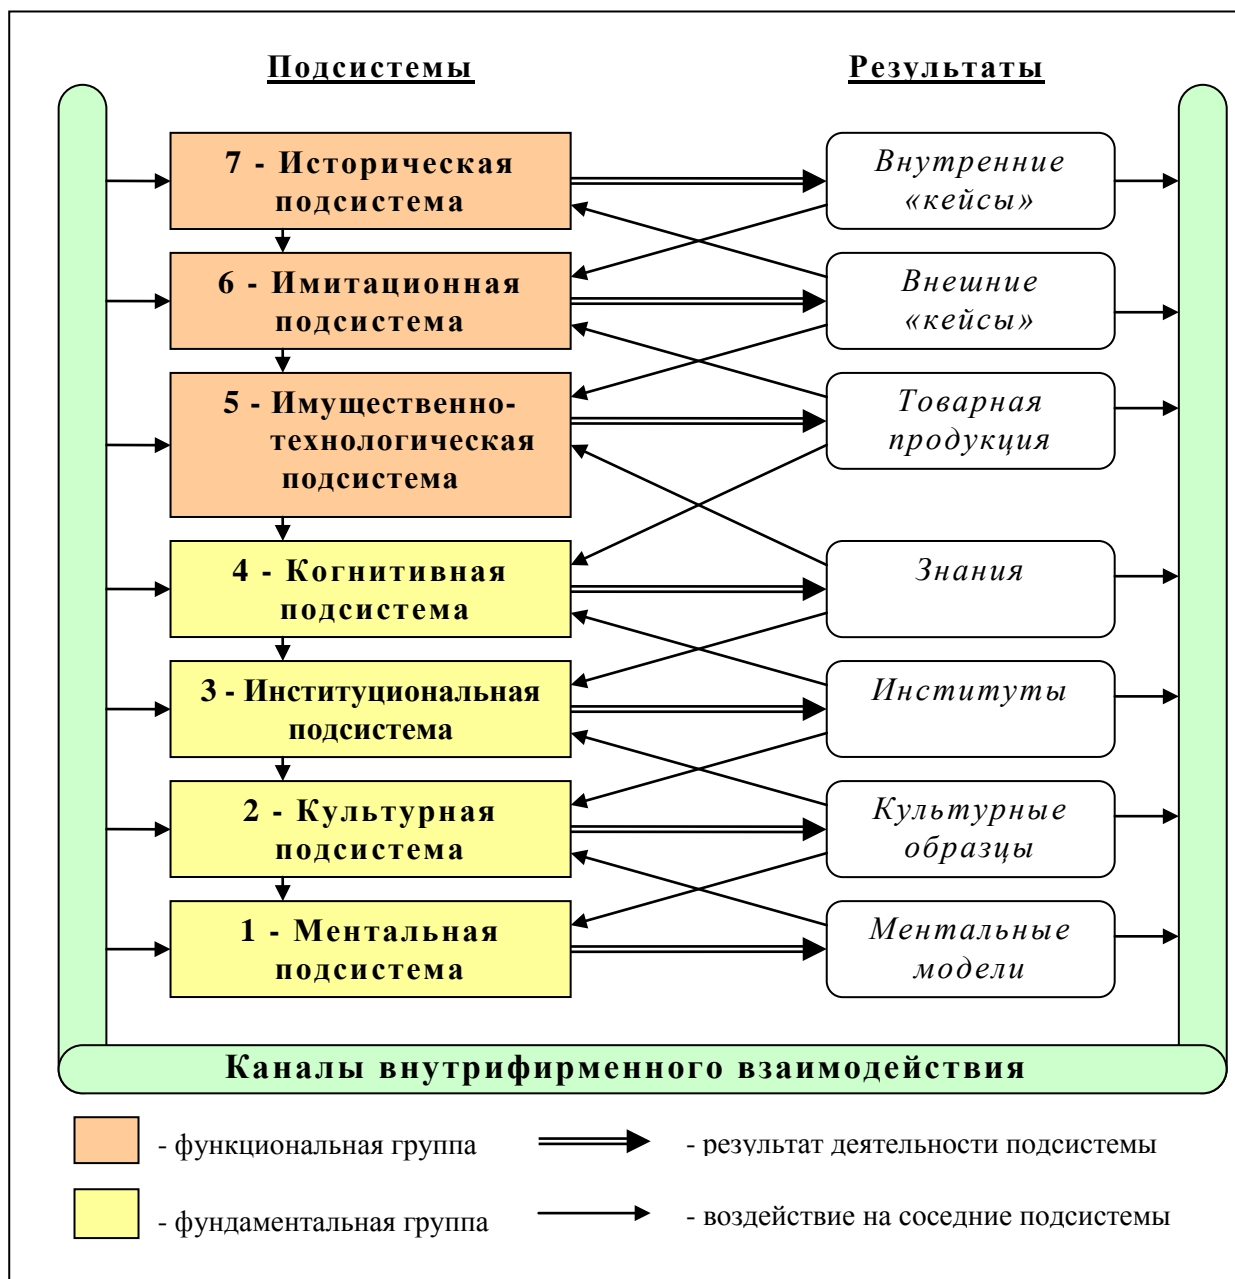 Подсистемы
Результаты
7 - Историческая
подсистема
Внутренние
«кейсы»
6 - Имитационная
подсистема
Внешние
«кейсы»
5 - Имущественно-
технологическая
подсистема
Товарная
продукция
4 - Когнитивная
подсистема
Знания
3 - Институциональная
подсистема
Институты
2 - Культурная
подсистема
Культурные
образцы
1 - Ментальная
подсистема
Ментальные
модели
Каналы внутрифирменного взаимодействия
- функциональная группа
- результат деятельности подсистемы
- фундаментальная группа
- воздействие на соседние подсистемы